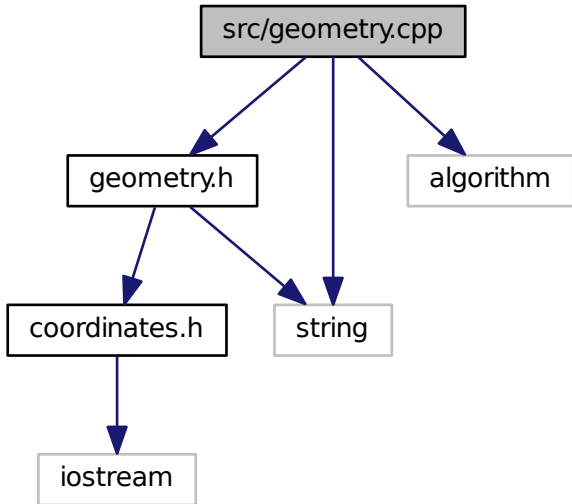 src/geometry.cpp
geometry.h
algorithm
coordinates.h
string
iostream